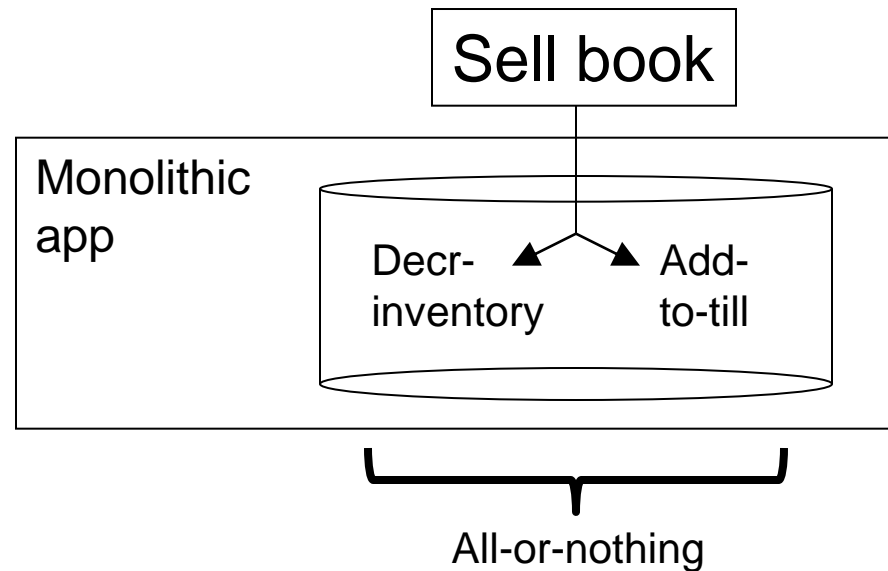 Sell book
Monolithic
app
Decr-
inventory
Add-
to-till
All-or-nothing